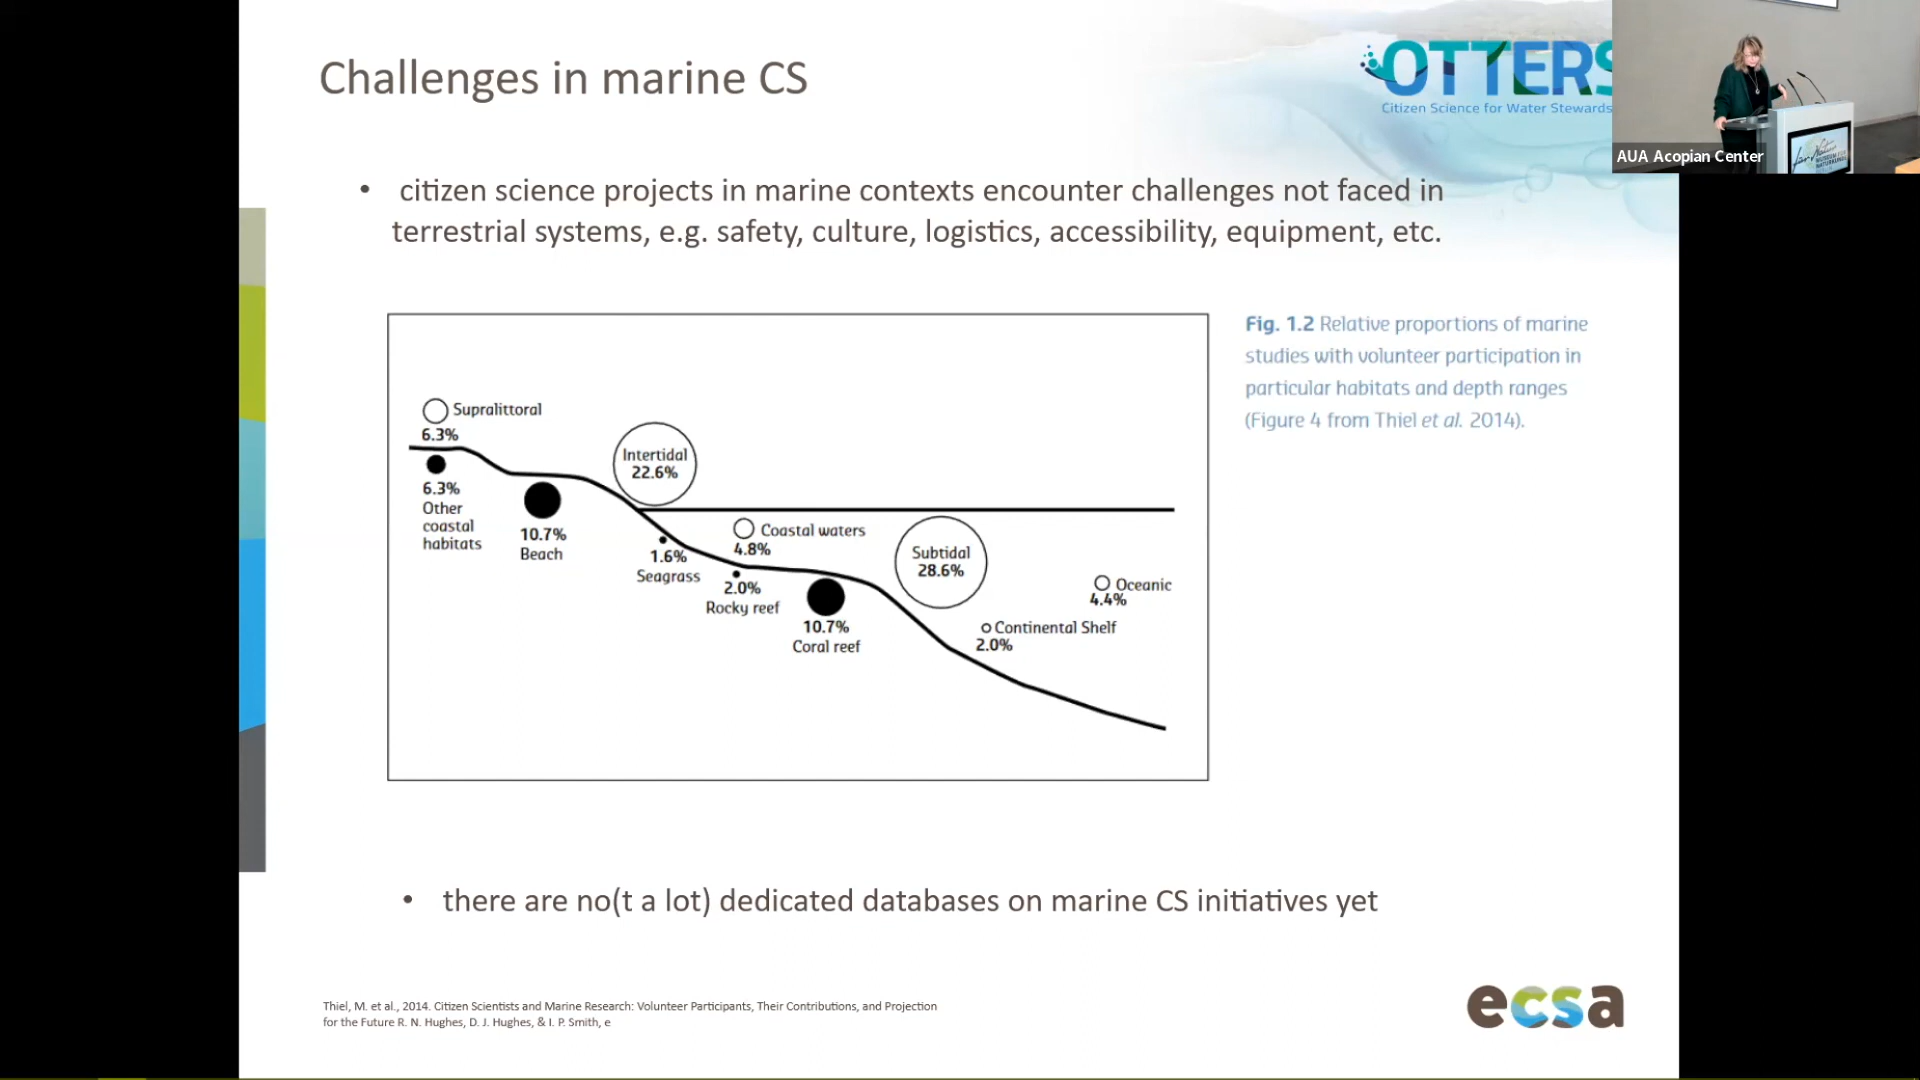 Challenges in marine CS
OTTERS
Citizen Science for Water Stewards
AUA Acopian Center
• citizen science projects in marine contexts encounter challenges not faced in
terrestrial systems, e.g. safety, culture, logistics, accessibility, equipment, etc.
Fig. 1.2 Relative proportions of marine
studies with volunteer participation in
particular habitats and depth ranges
(Figure 4 from Thiel et al. 2014).
Supralittoral
6.3%
6.3%
Other
coastal
habitats
10.7%
Beach
Intertidal
22.6%
1.6%
Seagrass
Coastal waters
4.8%
2.0%
Rocky reef
10.7%
Coral reef
Subtidal
28.6%
Oceanic
4.4%
Continental Shelf
2.0%
• there are no(t a lot) dedicated databases on marine CS initiatives yet
Thiel, M. et al., 2014. Citizen Scientists and Marine Research: Volunteer Participants, Their Contributions, and Projection
for the Future R. N. Hughes, D. J. Hughes, & I. P. Smith, e
ecsa